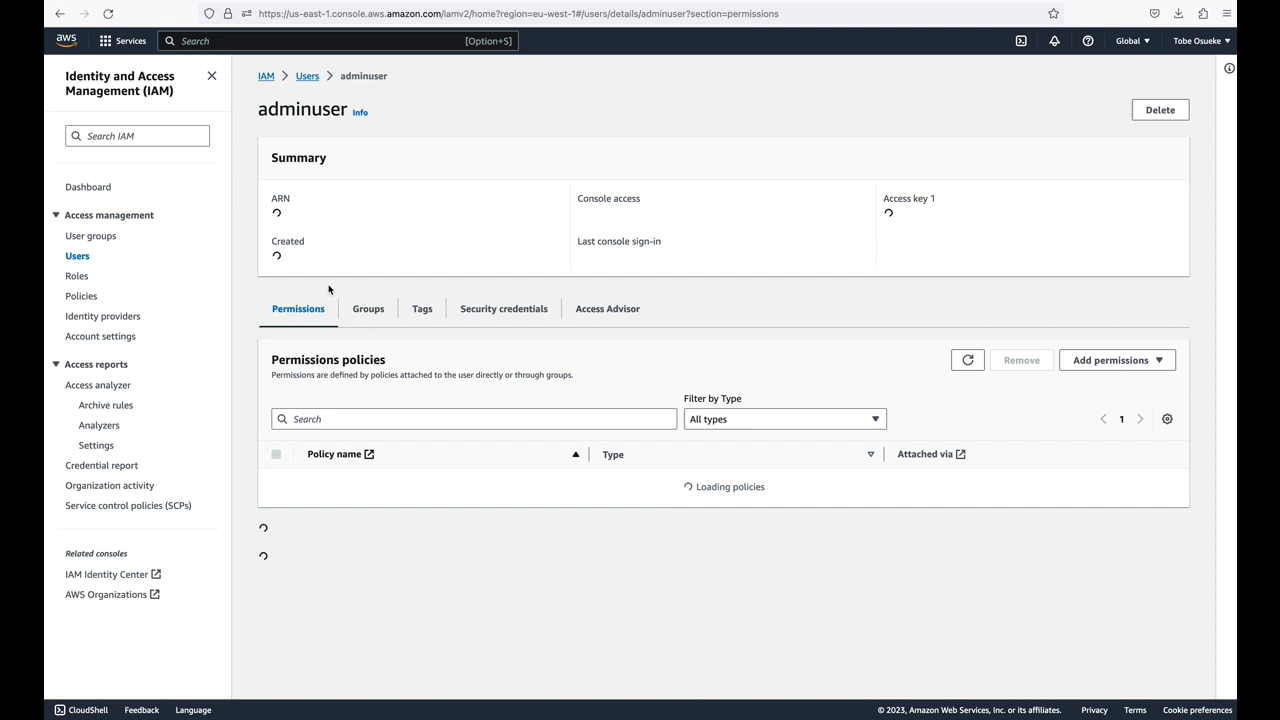 https://us-east-1.console.aws.amazon.com/iamv2/home?region=eu-west-1#/users/details/adminuser?section=permissions
aws
Services
Search
[Option+S]
Global
Tobe Osueke
Identity and Access
Management (IAM)
Search IAM
Dashboard
Access management
User groups
Users
Roles
Policies
Identity providers
Account settings
Access reports
Access analyzer
Archive rules
Analyzers
Settings
Credential report
Organization activity
Service control policies (SCPs)
Related consoles
IAM Identity Center
AWS Organizations
IAM
Users
adminuser
adminuser Info
Delete
Summary
ARN
Console access
Access key 1
Created
Last console sign-in
Permissions
Groups
Tags
Security credentials
Access Advisor
Permissions policies
Permissions are defined by policies attached to the user directly or through groups.
Remove
Add permissions
Filter by Type
Search
All types
1
Policy name
Type
Attached via
Loading policies
CloudShell
Feedback
Language
© 2023, Amazon Web Services, Inc. or its affiliates.
Privacy
Terms
Cookie preferences